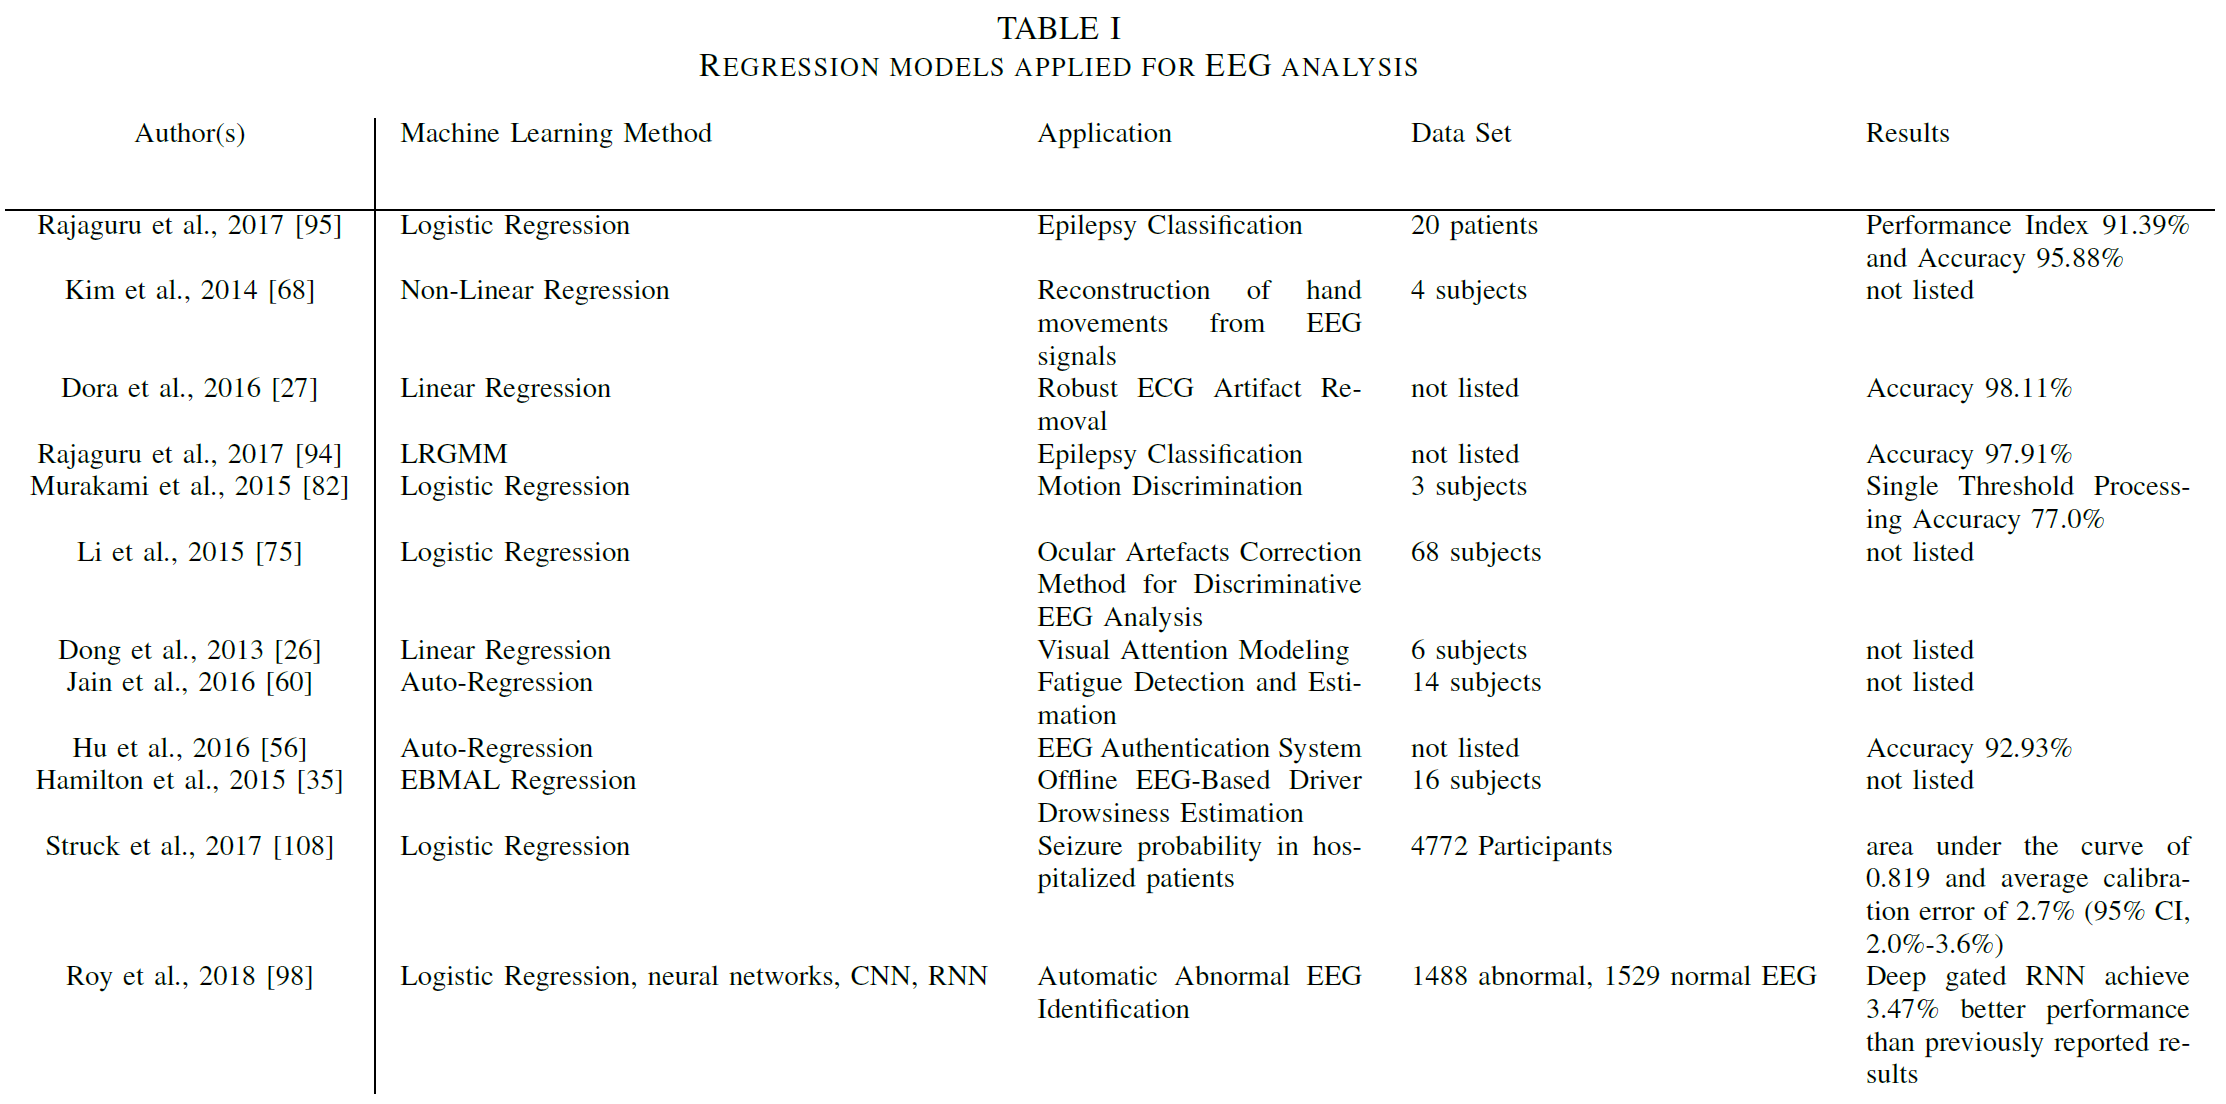 TABLE I
REGRESSION MODELS APPLIED FOR EEG ANALYSIS
Author(s) Machine Learning Method Application Data Set Results
Rajaguru et al., 2017 [95] Logistic Regression Epilepsy Classification 20 patients Performance Index 91.39%
and Accuracy 95.88%
Kim et al., 2014 [68] Non-Linear Regression Reconstruction of hand 4 subjects not listed
movements from EEG
signals
Dora et al., 2016 [27] Linear Regression Robust ECG Artifact Re- not listed Accuracy 98.11%
moval
Rajaguru et al., 2017 [94] LRGMM Epilepsy Classification not listed Accuracy 97.91%
Murakami et al., 2015 [82] Logistic Regression Motion Discrimination 3 subjects Single Threshold Process-
ing Accuracy 77.0%
Li et al., 2015 [75] Logistic Regression Ocular Artefacts Correction 68 subjects not listed
Method for Discriminative
EEG Analysis
Dong et al., 2013 [26] Linear Regression Visual Attention Modeling 6 subjects not listed
Jain et al., 2016 [60] Auto-Regression Fatigue Detection and Esti- 14 subjects not listed
mation
Hu et al., 2016 [56] Auto-Regression EEG Authentication System not listed Accuracy 92.93%
Hamilton et al., 2015 [35] EBMAL Regression Offline EEG-Based Driver 16 subjects not listed
Drowsiness Estimation
Struck et al., 2017 [108] Logistic Regression Seizure probability in hos- 4772 Participants area under the curve of
pitalized patients 0.819 and average calibra-
tion error of 2.7% (95% CI,
2.0%-3.6%)
Roy et al., 2018 [98] Logistic Regression, neural networks, CNN, RNN Automatic Abnormal EEG 1488 abnormal, 1529 normal EEG Deep gated RNN achieve
Identification 3.47% better performance
than previously reported re-
sults